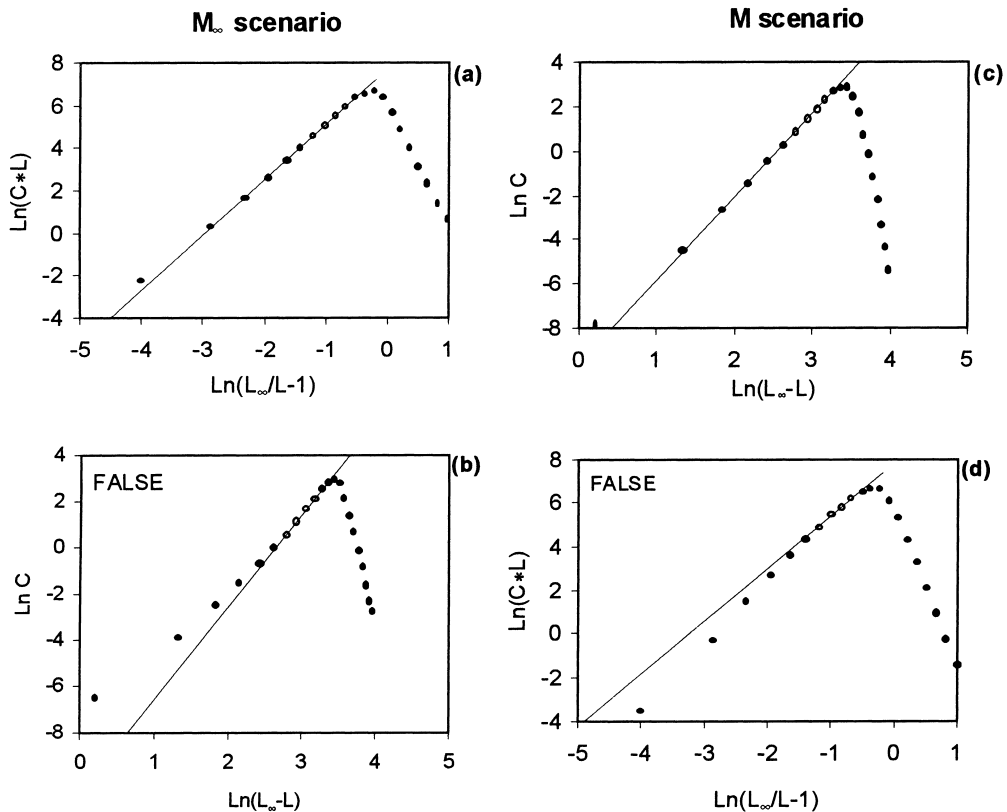 M∞ scenario
M scenario
(a)
Ln(C*L)
8
6
4
2
0
-2
-4
-5 -4 -3 -2 -1 0 1
Ln(L∞/L-1)
(c)
Ln C
4
2
0
-2
-4
-6
-8
0 1 2 3 4 5
Ln(L∞-L)
(b)
FALSE
Ln C
4
2
0
-2
-4
-6
-8
0 1 2 3 4 5
Ln(L∞-L)
(d)
FALSE
Ln(C*L)
8
6
4
2
0
-2
-4
-5 -4 -3 -2 -1 0 1
Ln(L∞/L-1)